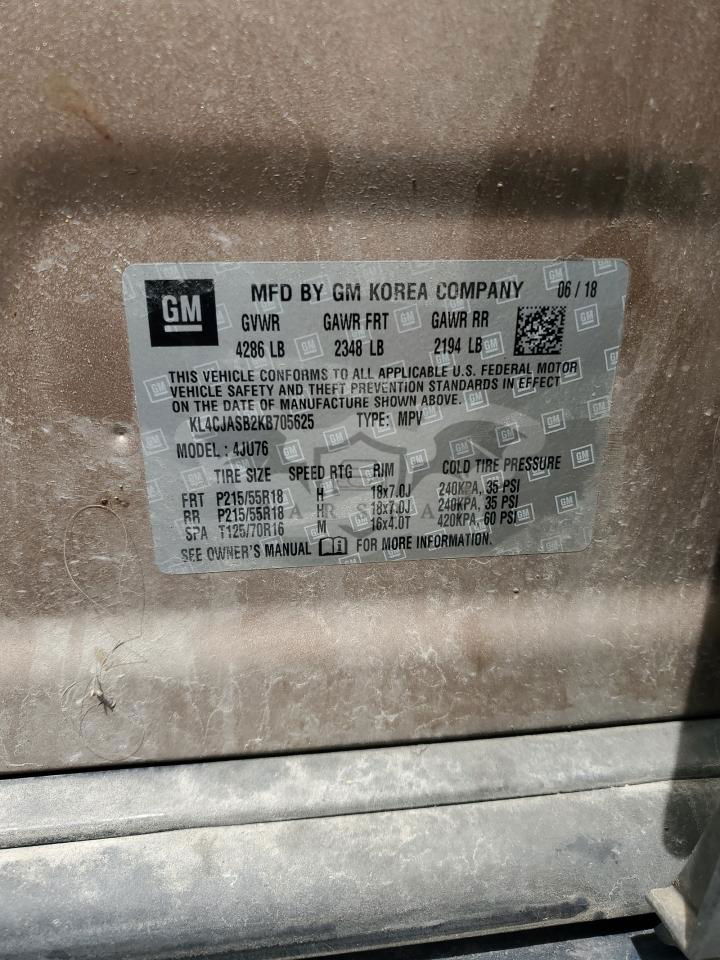 GM
MFD BY GM KOREA COMPANY 06 / 18
GVWR GAWR FRT GAWR RR
4286 LB 2348 LB 2194 LB
THIS VEHICLE CONFORMS TO ALL APPLICABLE U.S. FEDERAL MOTOR
VEHICLE SAFETY AND THEFT PREVENTION STANDARDS IN EFFECT
ON THE DATE OF MANUFACTURE SHOWN ABOVE.
KL4CJASB2KB705625 TYPE: MPV
MODEL : 4JU76
TIRE SIZE SPEED RTG RIM COLD TIRE PRESSURE
FRT P215/55R18 H 18x7.0J 240KPA, 35 PSI
RR P215/55R18 H 18x7.0J 240KPA, 35 PSI
SPA T125/70R16 M 16x4.0T 420KPA, 60 PSI
SEE OWNER'S MANUAL FOR MORE INFORMATION.